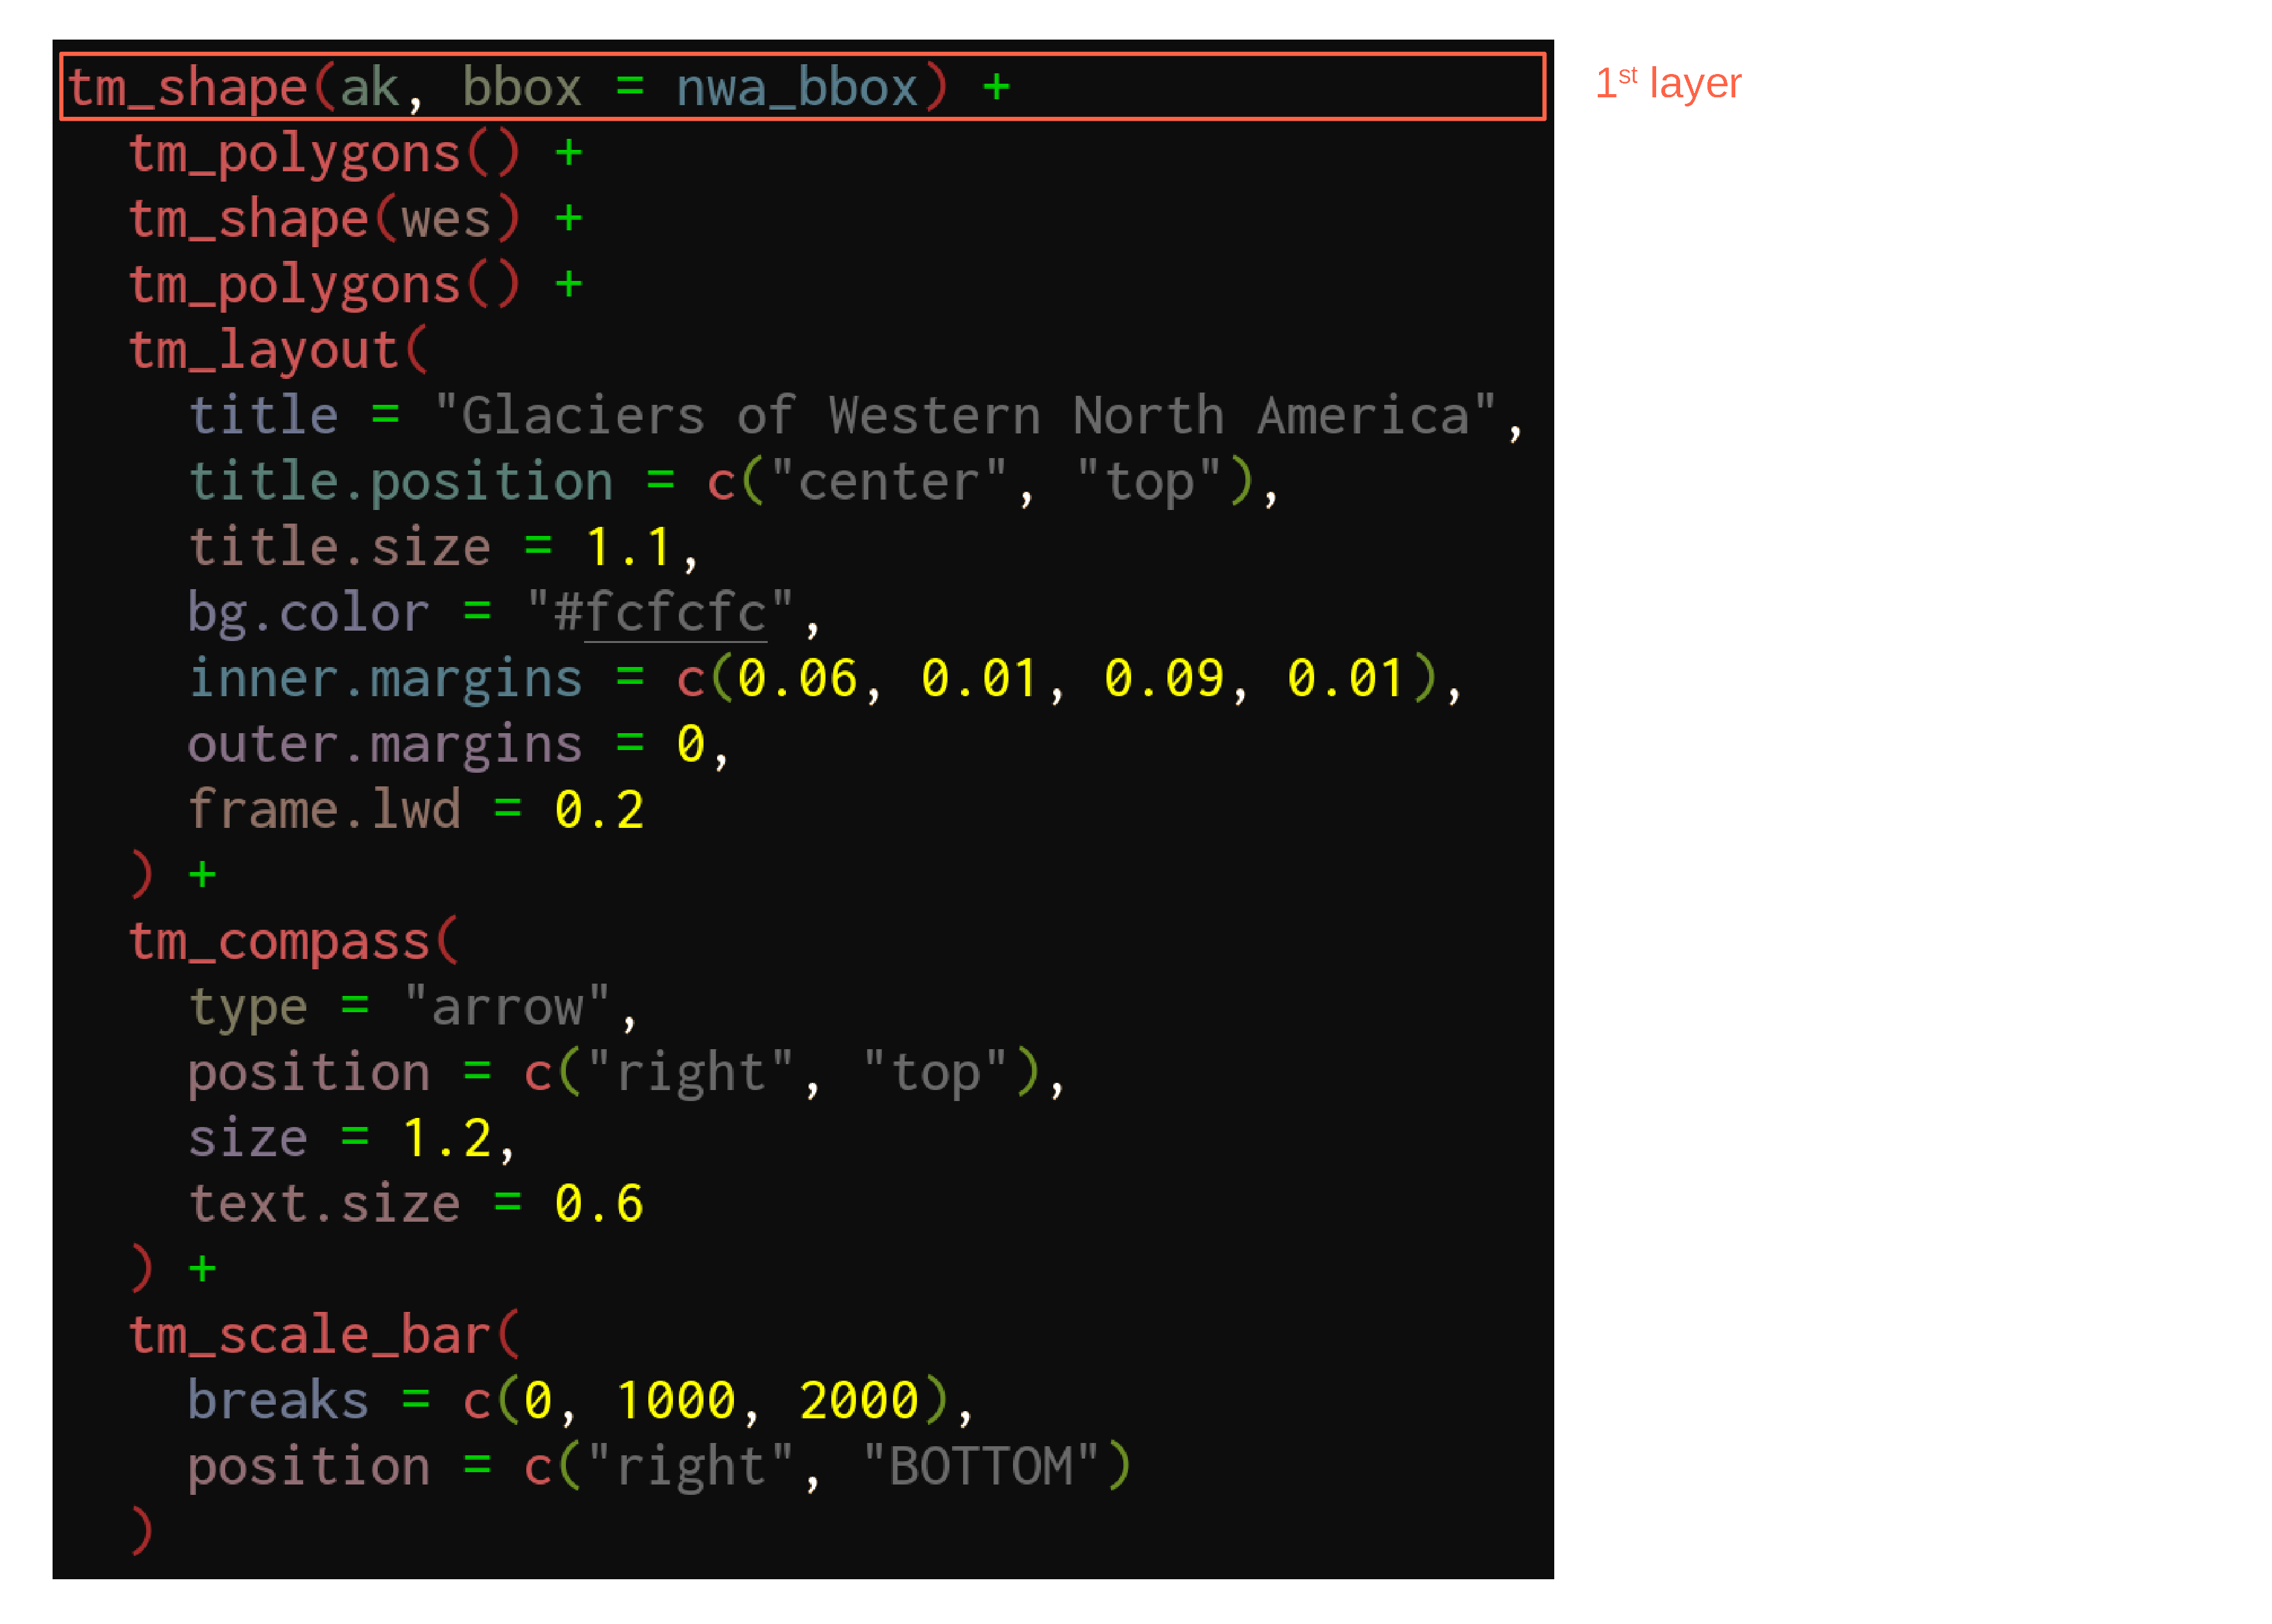 tm_shape(ak, bbox = nwa_bbox) +
1st layer
tm_polygons() +
tm_shape(wes) +
tm_polygons() +
tm_layout(
title = "Glaciers of Western North America",
title.position = c("center", "top"),
title.size = 1.1,
bg.color = "#fcfcfc",
inner.margins = c(0.06, 0.01, 0.09, 0.01),
outer.margins = 0,
frame.lwd = 0.2
) +
tm_compass(
type = "arrow",
position = c("right", "top"),
size = 1.2,
text.size = 0.6
) +
tm_scale_bar(
breaks = c(0, 1000, 2000),
position = c("right", "BOTTOM")
)